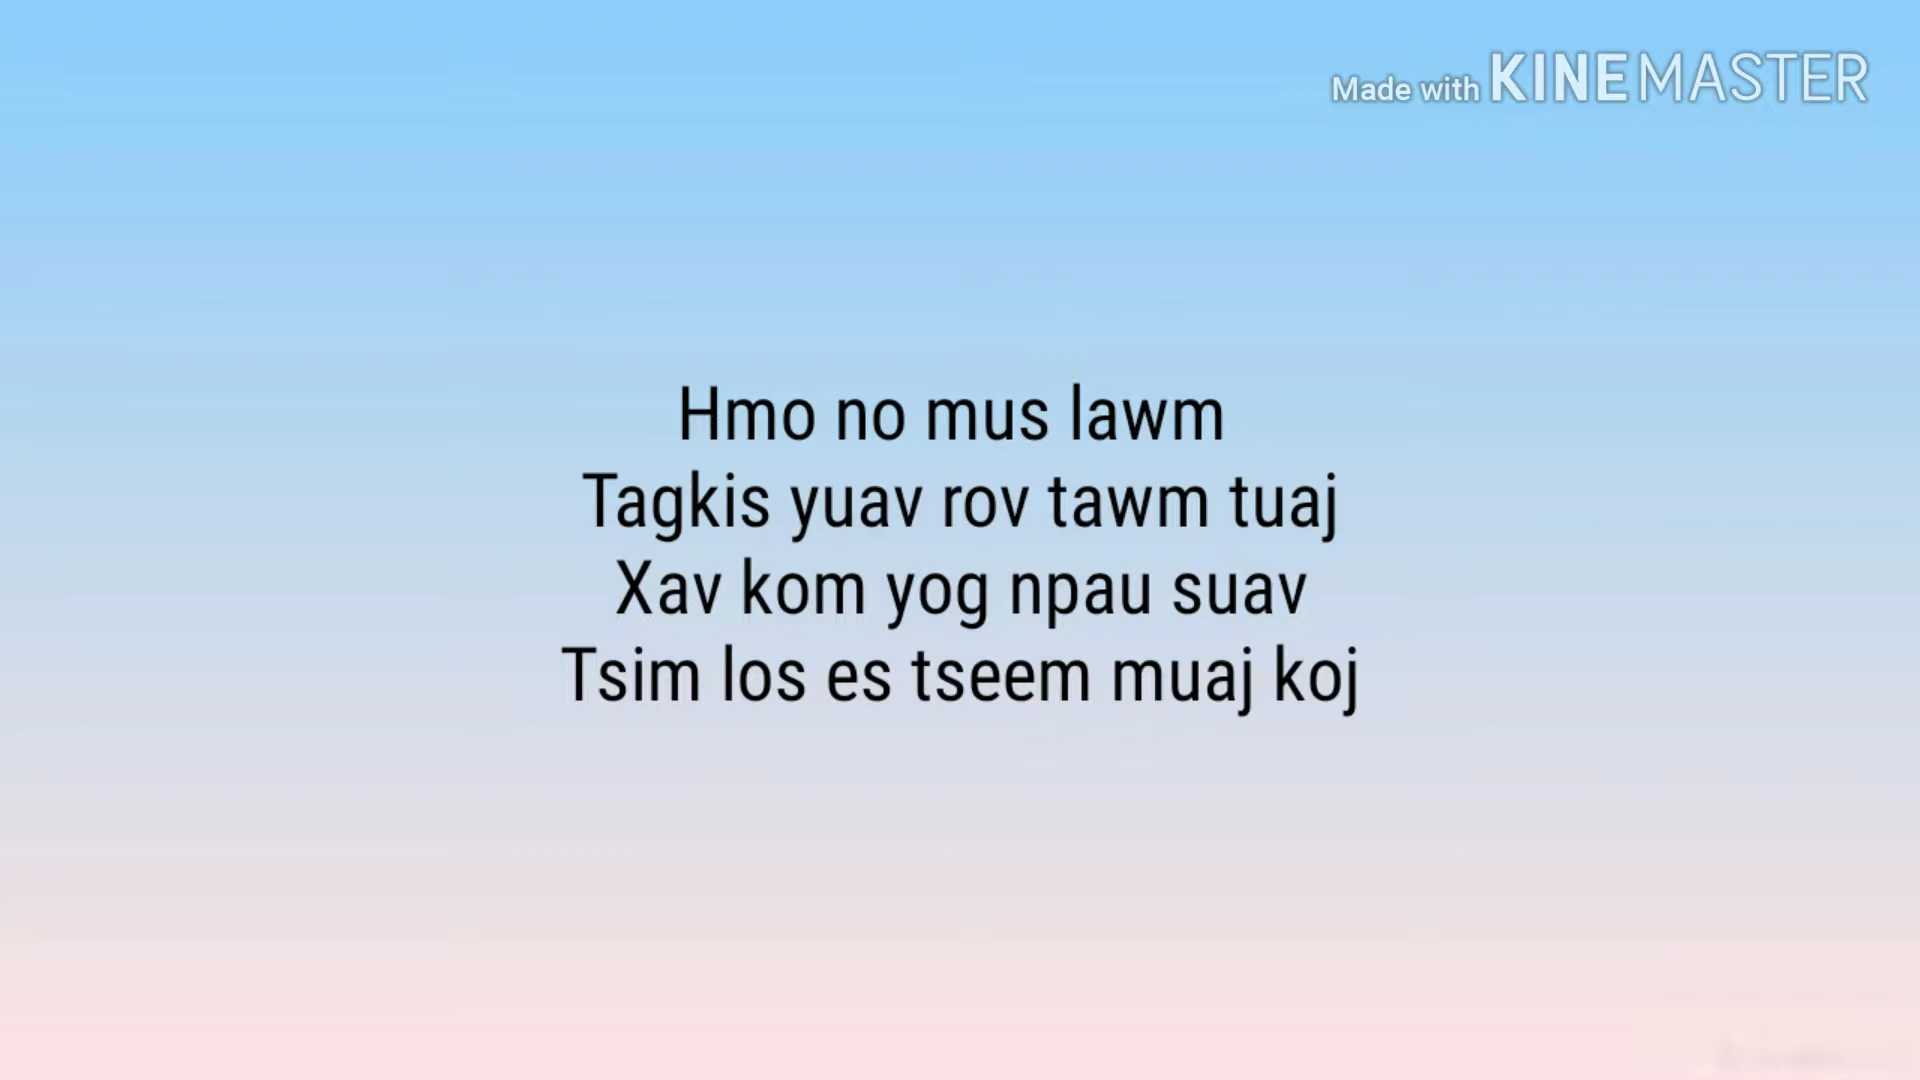 Made with KINEMASTER
Hmo no mus lawm
Tagkis yuav rov tawm tuaj
Xav kom yog npau suav
Tsim los es tseem muaj koj